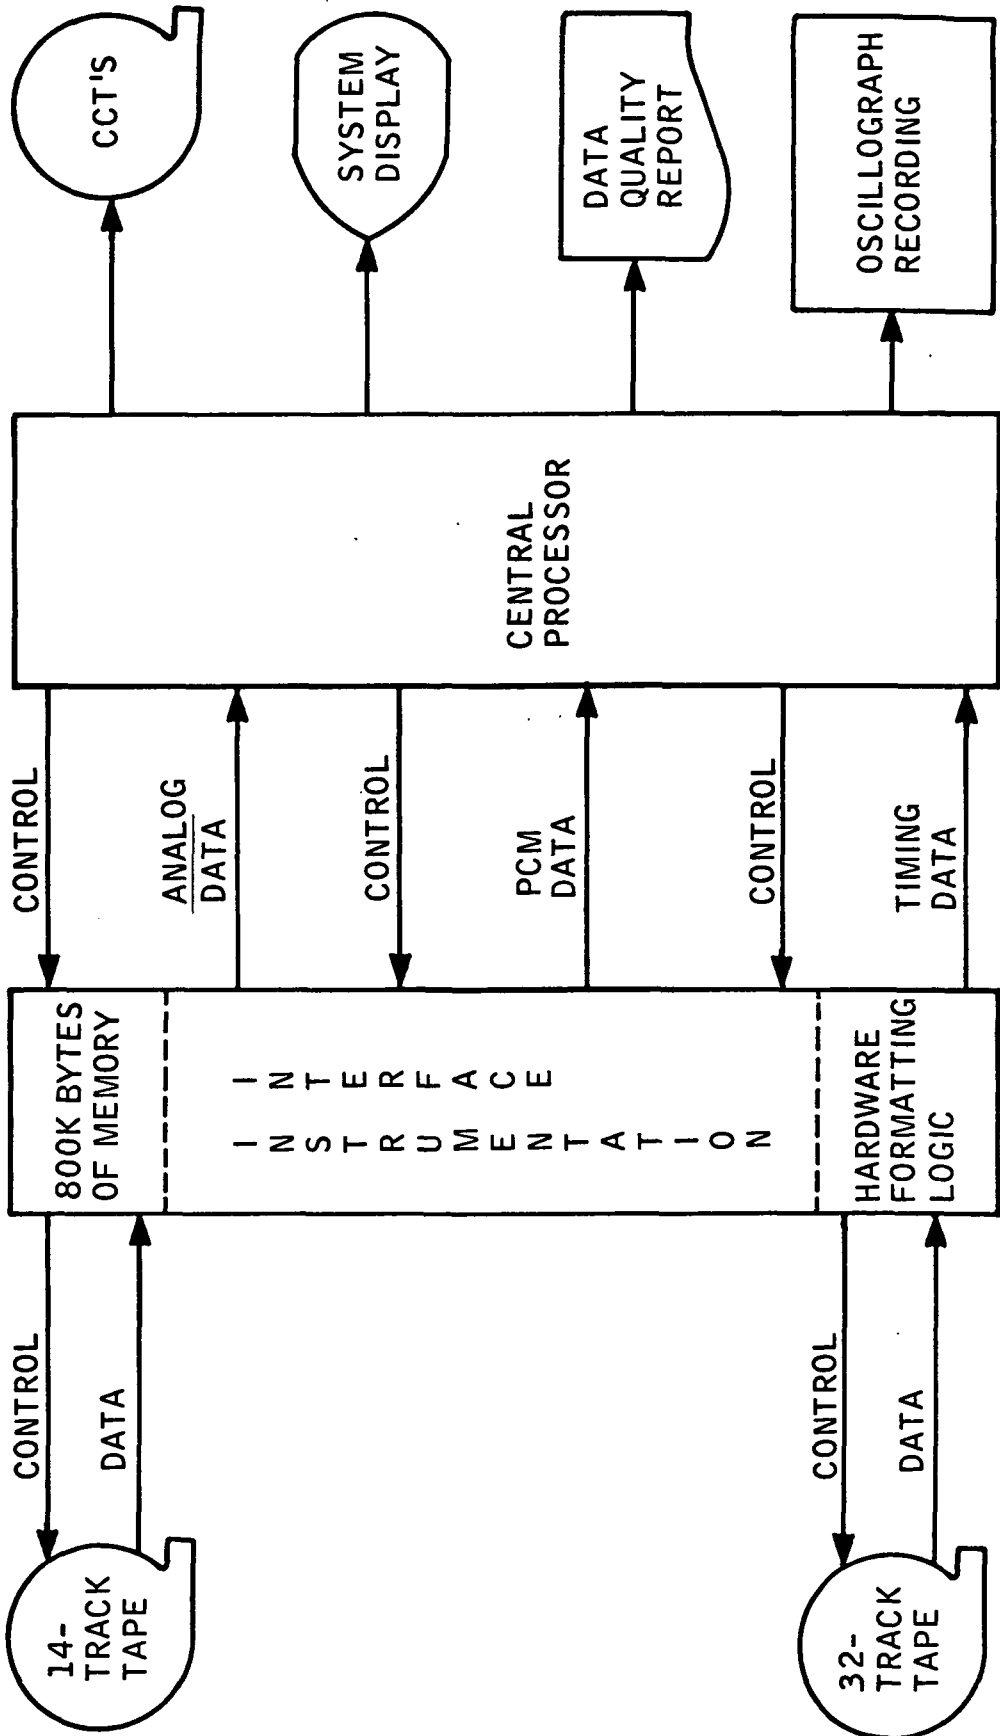 14-
TRACK
TAPE
CONTROL
DATA
32-
TRACK
TAPE
CONTROL
DATA
800K BYTES
OF MEMORY
INTERFACE
INSTRUMENTATION
HARDWARE
FORMATTING
LOGIC
CONTROL
ANALOG
DATA
CONTROL
PCM
DATA
CONTROL
TIMING
DATA
CENTRAL
PROCESSOR
CCT'S
SYSTEM
DISPLAY
DATA
QUALITY
REPORT
OSCILLOGRAPH
RECORDING